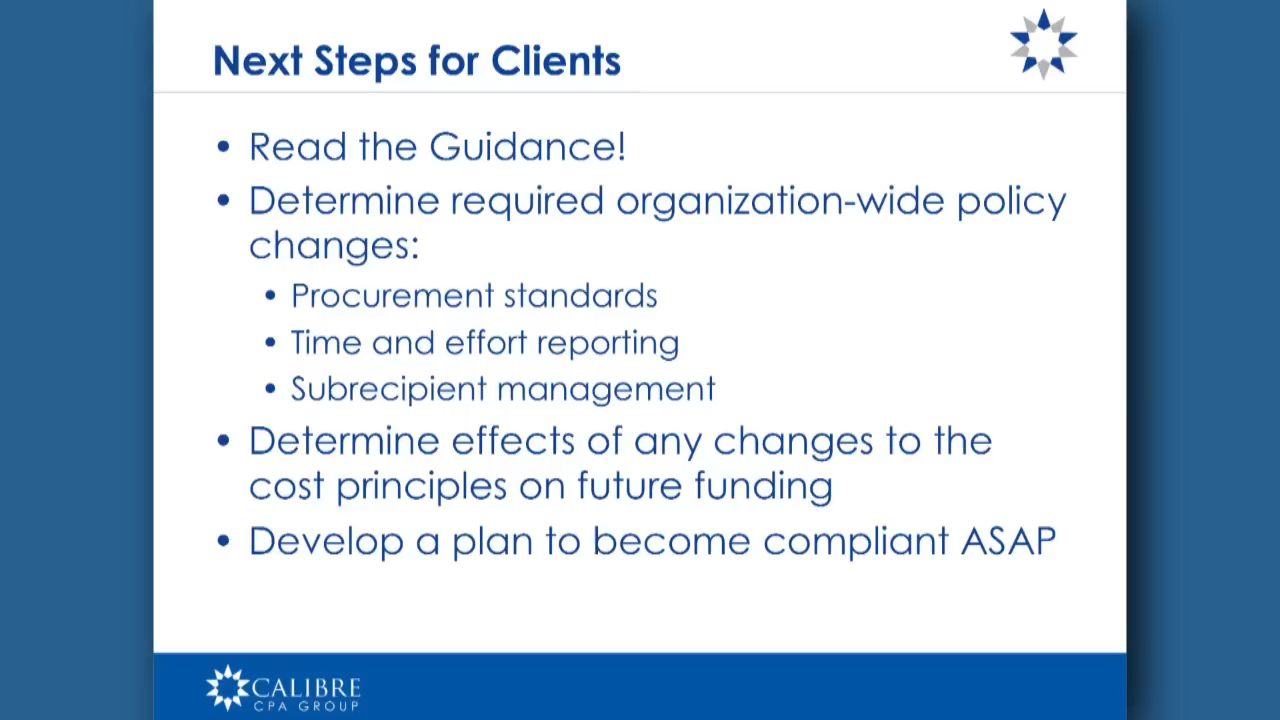 Next Steps for Clients
• Read the Guidance!
• Determine required organization-wide policy
changes:
• Procurement standards
• Time and effort reporting
• Subrecipient management
• Determine effects of any changes to the
cost principles on future funding
• Develop a plan to become compliant ASAP
CALIBRE
CPA GROUP